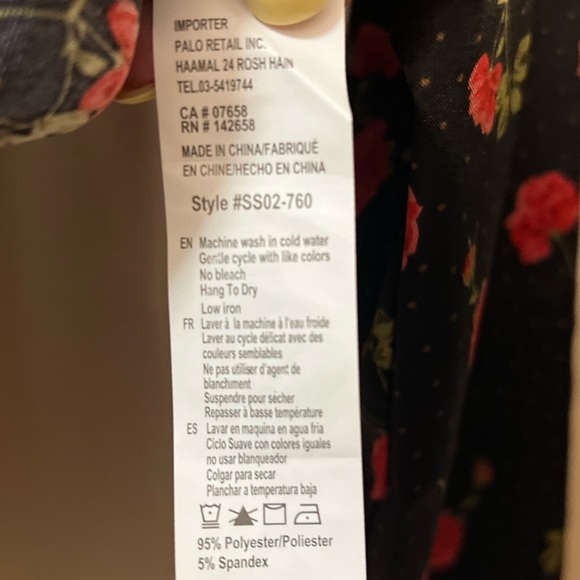 IMPORTER
PALO RETAIL INC.
HAAMAL 24 ROSH HAIN
TEL.03-5419744
CA # 07658
RN # 142658
MADE IN CHINA/FABRIQUÉ
EN CHINE/HECHO EN CHINA
Style #SS02-760
EN Machine wash in cold water
Gentle cycle with like colors
No bleach
Hang To Dry
Low iron
FR Laver à la machine à l'eau froide
Laver au cycle délicat avec des
couleurs semblables
Ne pas utiliser d'agent de
blanchiment
Suspendre pour sécher
Repasser à basse température
ES Lavar en maquina en agua fria
Ciclo Suave con colores iguales
no usar blanqueador
Colgar para secar
Planchar a temperatura baja
95% Polyester/Poliester
5% Spandex